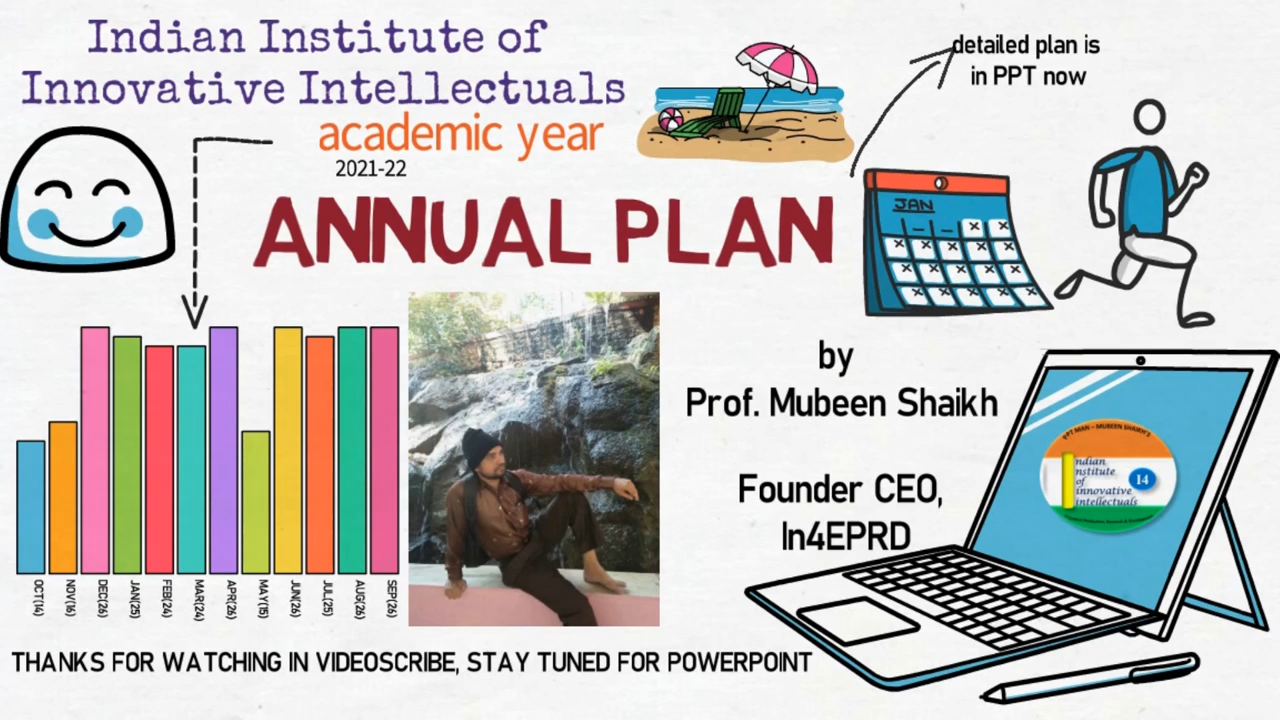 Indian Institute of
Innovative Intellectuals
academic year
2021-22
ANNUAL PLAN
detailed plan is
in PPT now
JAN
by
Prof. Mubeen Shaikh
Founder CEO,
In4EPRD
PPT MAN – MUBEEN SHAIKH'S
Indian
Institute
of
innovative
intellectuals
14
OCT(14)
NOV(16)
DEC(26)
JAN(25)
FEB(24)
MAR(24)
APR(26)
MAY(15)
JUN(26)
JUL(25)
AUG(26)
SEP(26)
THANKS FOR WATCHING IN VIDEOSCRIBE, STAY TUNED FOR POWERPOINT